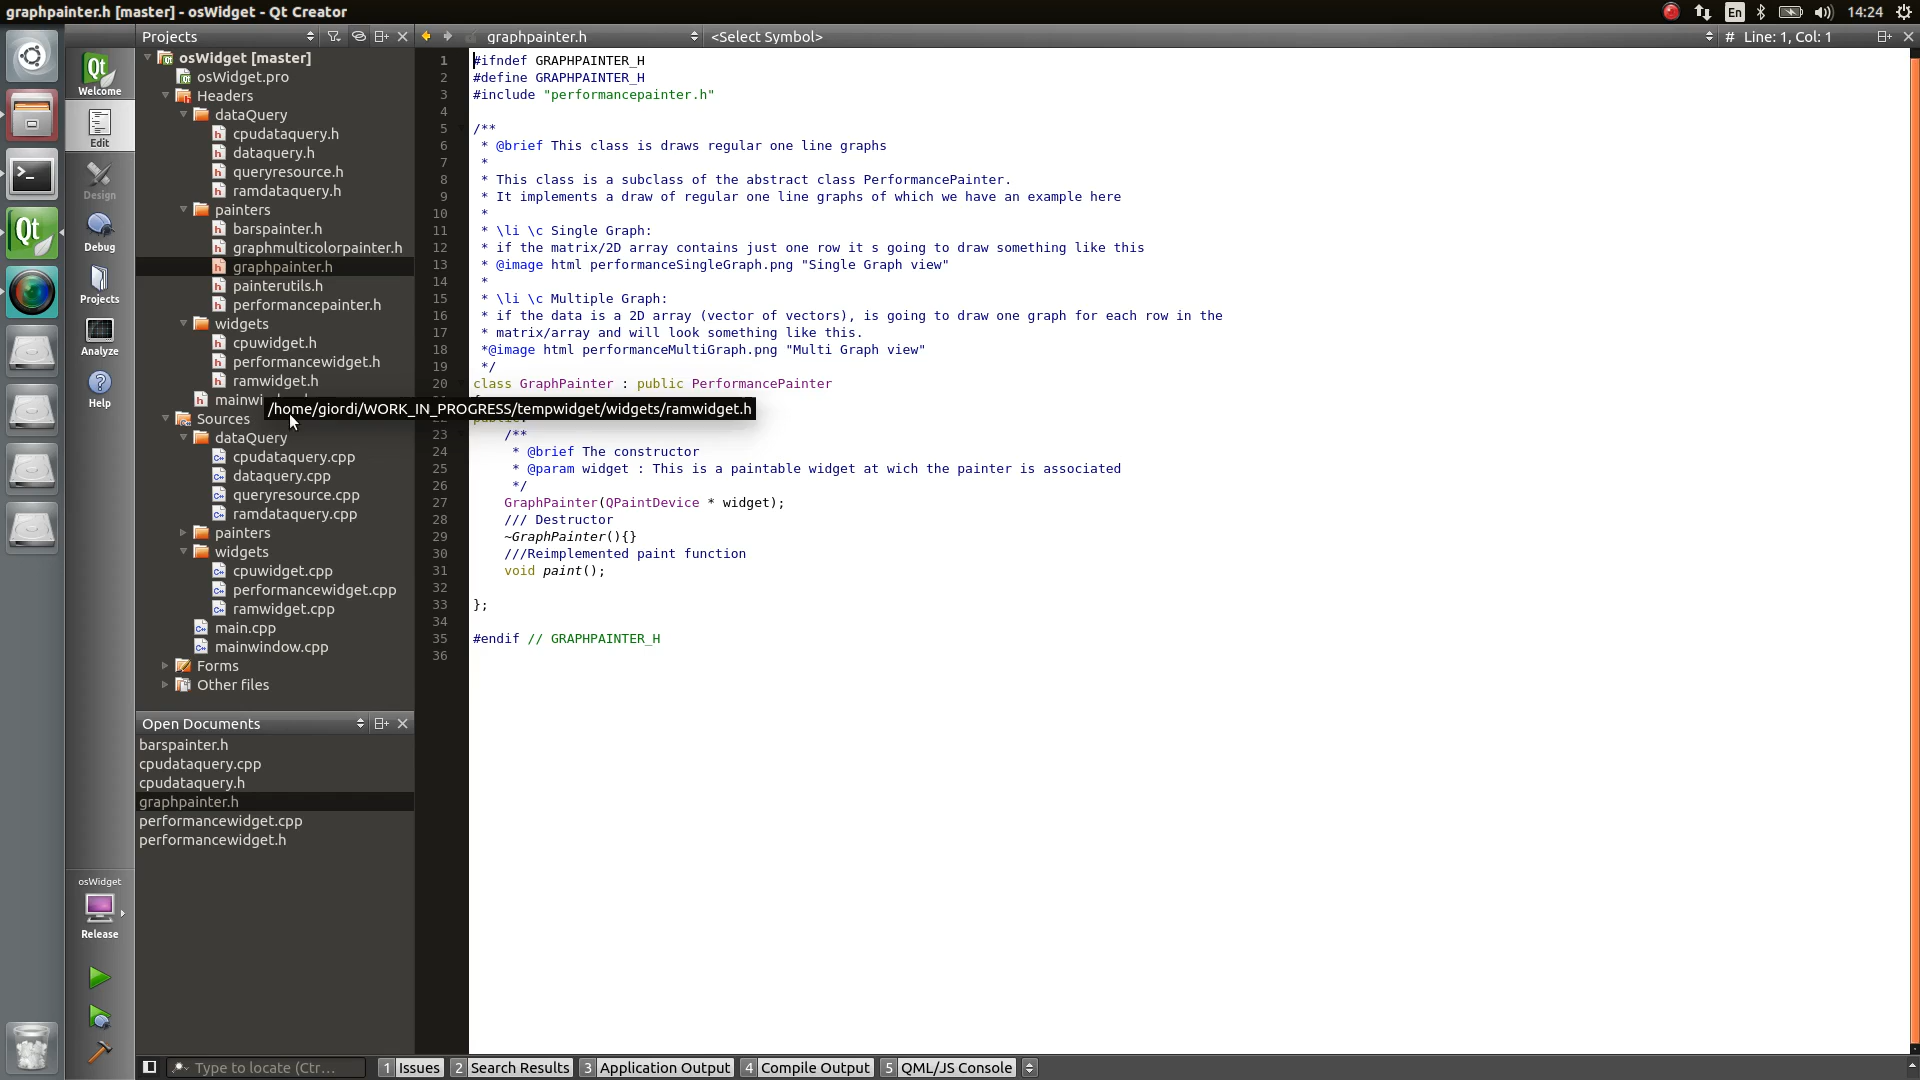 graphpainter.h [master] - osWidget - Qt Creator
En
14:24
Projects
graphpainter.h
<Select Symbol>
# Line: 1, Col: 1
Welcome
Edit
Design
Debug
Projects
Analyze
Help
osWidget
Release
osWidget [master]
osWidget.pro
Headers
dataQuery
cpudataquery.h
dataquery.h
queryresource.h
ramdataquery.h
painters
barspainter.h
graphmulticolorpainter.h
graphpainter.h
painterutils.h
performancepainter.h
widgets
cpuwidget.h
performancewidget.h
ramwidget.h
/home/giordi/WORK_IN_PROGRESS/tempwidget/widgets/ramwidget.h
Sources
dataQuery
cpudataquery.cpp
dataquery.cpp
queryresource.cpp
ramdataquery.cpp
painters
widgets
cpuwidget.cpp
performancewidget.cpp
ramwidget.cpp
main.cpp
mainwindow.cpp
Forms
Other files
Open Documents
barspainter.h
cpudataquery.cpp
cpudataquery.h
graphpainter.h
performancewidget.cpp
performancewidget.h
1 #ifndef GRAPHPAINTER_H
2 #define GRAPHPAINTER_H
3 #include "performancepainter.h"
4
5 /**
6 * @brief This class is draws regular one line graphs
7 *
8 * This class is a subclass of the abstract class PerformancePainter.
9 * It implements a draw of regular one line graphs of which we have an example here
10 *
11 * \li \c Single Graph:
12 * if the matrix/2D array contains just one row it s going to draw something like this
13 * @image html performanceSingleGraph.png "Single Graph view"
14 *
15 * \li \c Multiple Graph:
16 * if the data is a 2D array (vector of vectors), is going to draw one graph for each row in the
17 * matrix/array and will look something like this.
18 *@image html performanceMultiGraph.png "Multi Graph view"
19 */
20 class GraphPainter : public PerformancePainter
23 /**
24 * @brief The constructor
25 * @param widget : This is a paintable widget at wich the painter is associated
26 */
27 GraphPainter(QPaintDevice * widget);
28 /// Destructor
29 ~GraphPainter(){}
30 ///Reimplemented paint function
31 void paint();
32
33 };
34
35 #endif // GRAPHPAINTER_H
36
Type to locate (Ctr...
1 Issues
2 Search Results
3 Application Output
4 Compile Output
5 QML/JS Console